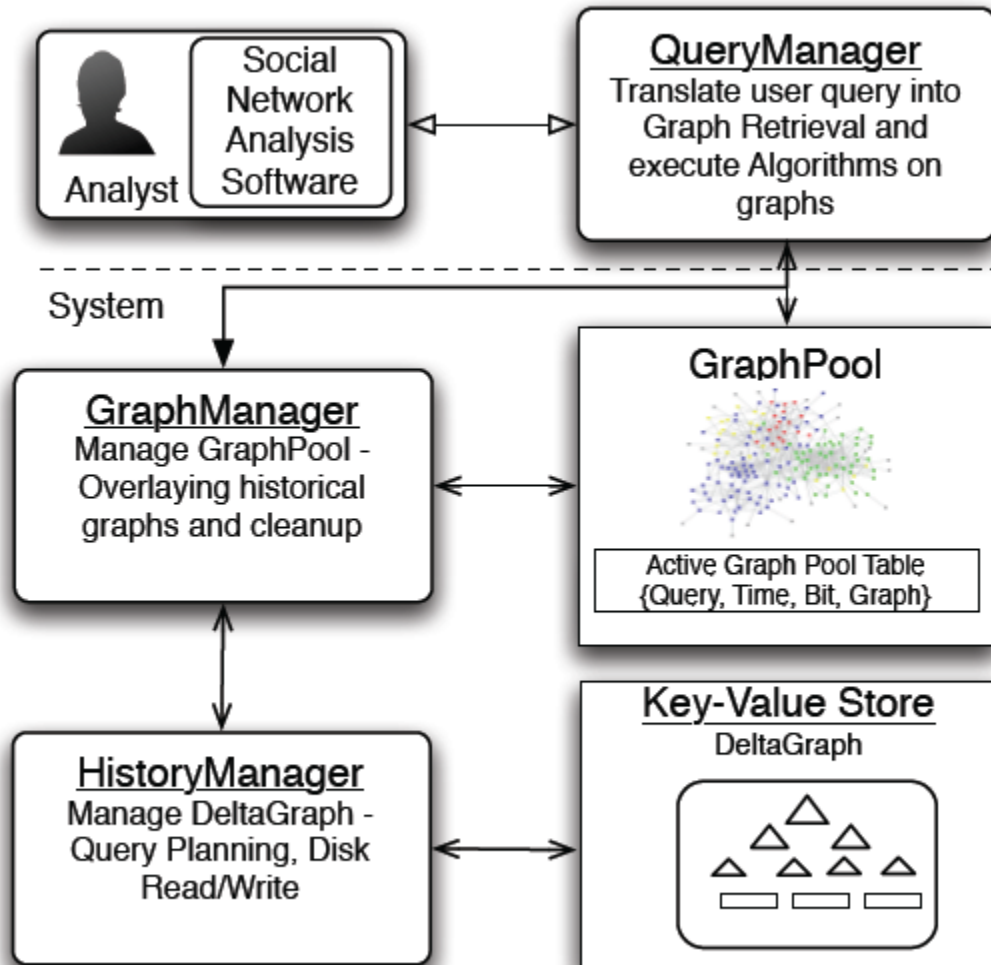 Social
Network
Analysis
Software
Analyst
QueryManager
Translate user query into
Graph Retrieval and
execute Algorithms on
graphs
System
GraphManager
Manage GraphPool -
Overlaying historical
graphs and cleanup
GraphPool
Active Graph Pool Table
{Query, Time, Bit, Graph}
HistoryManager
Manage DeltaGraph -
Query Planning, Disk
Read/Write
Key-Value Store
DeltaGraph